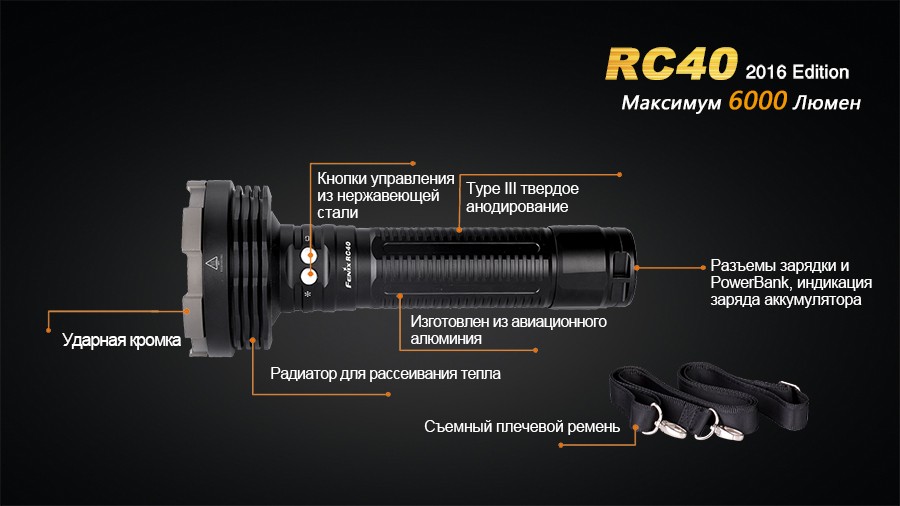 RC40 2016 Edition
Максимум 6000 Люмен
Кнопки управления
из нержавеющей
стали
Type III твердое
анодирование
FENIX RC40
Разъемы зарядки и
PowerBank, индикация
заряда аккумулятора
Изготовлен из авиационного
алюминия
Ударная кромка
Радиатор для рассеивания тепла
Съемный плечевой ремень